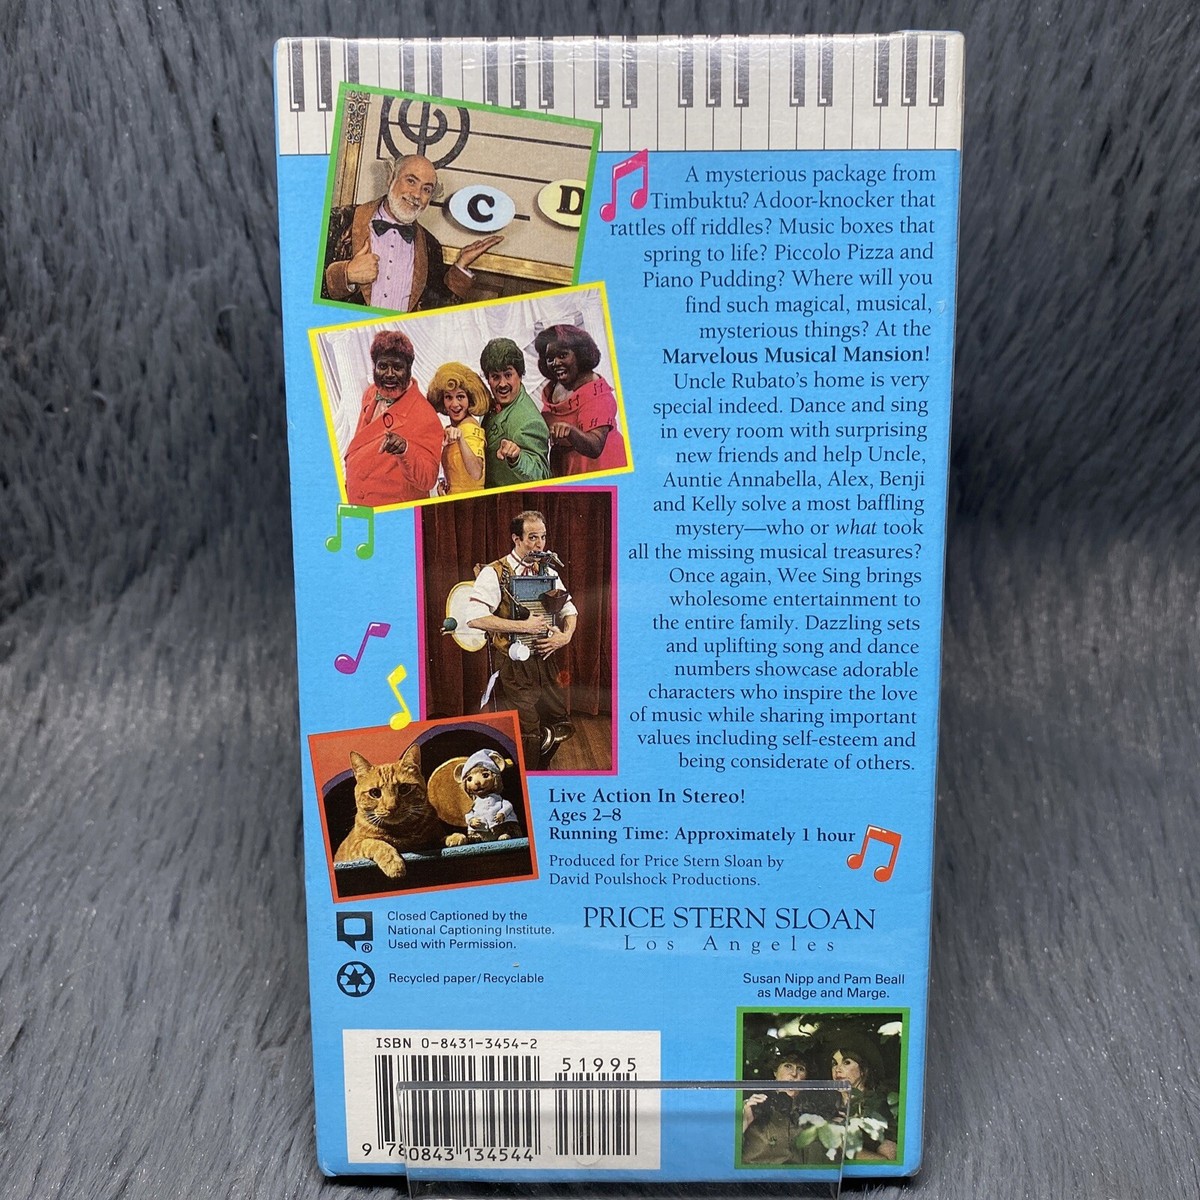 C
D
A mysterious package from
Timbuktu? A door-knocker that
rattles off riddles? Music boxes that
spring to life? Piccolo Pizza and
Piano Pudding? Where will you
find such magical, musical,
mysterious things? At the
Marvelous Musical Mansion!
Uncle Rubato's home is very
special indeed. Dance and sing
in every room with surprising
new friends and help Uncle,
Auntie Annabella, Alex, Benji
and Kelly solve a most baffling
mystery—who or what took
all the missing musical treasures?
Once again, Wee Sing brings
wholesome entertainment to
the entire family. Dazzling sets
and uplifting song and dance
numbers showcase adorable
characters who inspire the love
of music while sharing important
values including self-esteem and
being considerate of others.
Live Action In Stereo!
Ages 2–8
Running Time: Approximately 1 hour
Produced for Price Stern Sloan by
David Poulshock Productions.
Closed Captioned by the
National Captioning Institute.
Used with Permission.
®
Recycled paper/Recyclable
PRICE STERN SLOAN
Los Angeles
Susan Nipp and Pam Beall
as Madge and Marge.
ISBN 0-8431-3454-2
51995
9 780843 134544